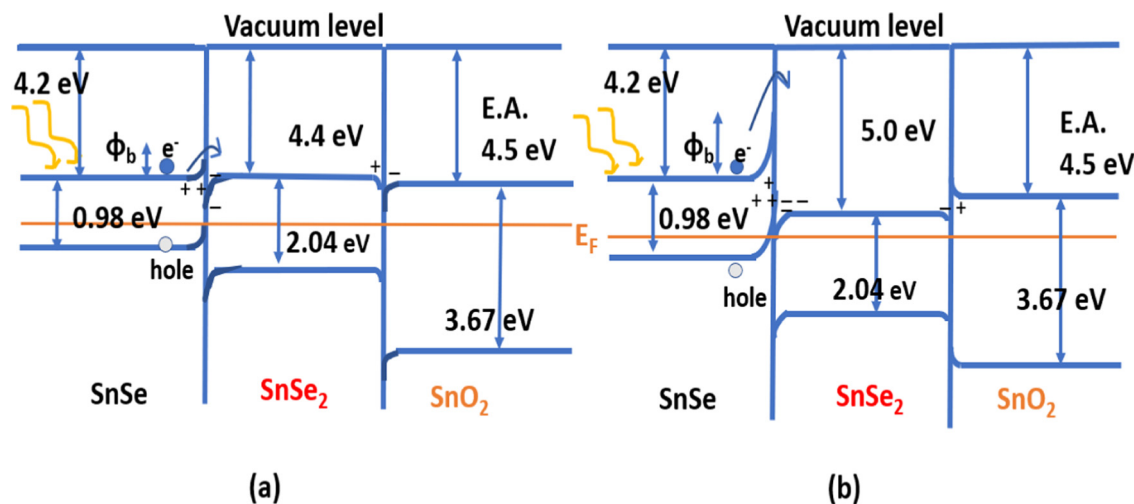 Vacuum level
4.2 eV
4.4 eV
E.A.
4.5 eV
Φb
e-
+ +
-
-
+
-
0.98 eV
2.04 eV
hole
3.67 eV
SnSe
SnSe2
SnO2
(a)
Vacuum level
4.2 eV
5.0 eV
E.A.
4.5 eV
Φb
e-
+
+ + - -
-
- +
0.98 eV
EF
2.04 eV
hole
3.67 eV
SnSe
SnSe2
SnO2
(b)